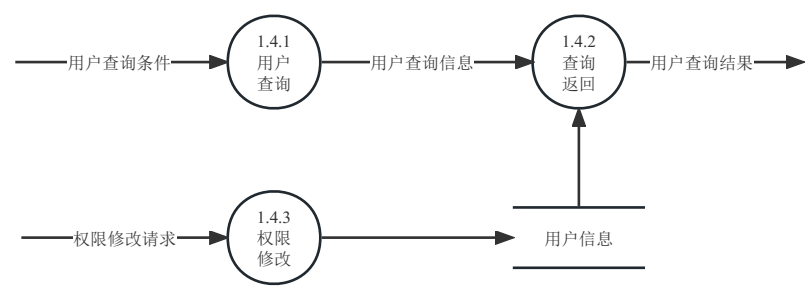 用户查询条件
1.4.1
用户
查询
用户查询信息
1.4.2
查询
返回
用户查询结果
权限修改请求
1.4.3
权限
修改
用户信息